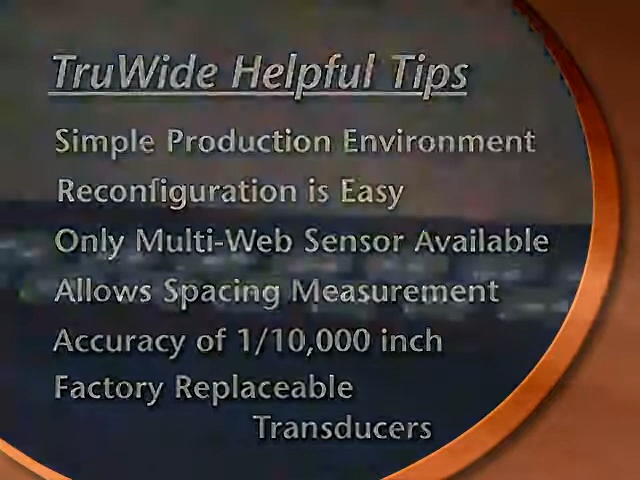 TruWide Helpful Tips
Simple Production Environment
Reconfiguration is Easy
Only Multi-Web Sensor Available
Allows Spacing Measurement
Accuracy of 1/10,000 inch
Factory Replaceable
Transducers